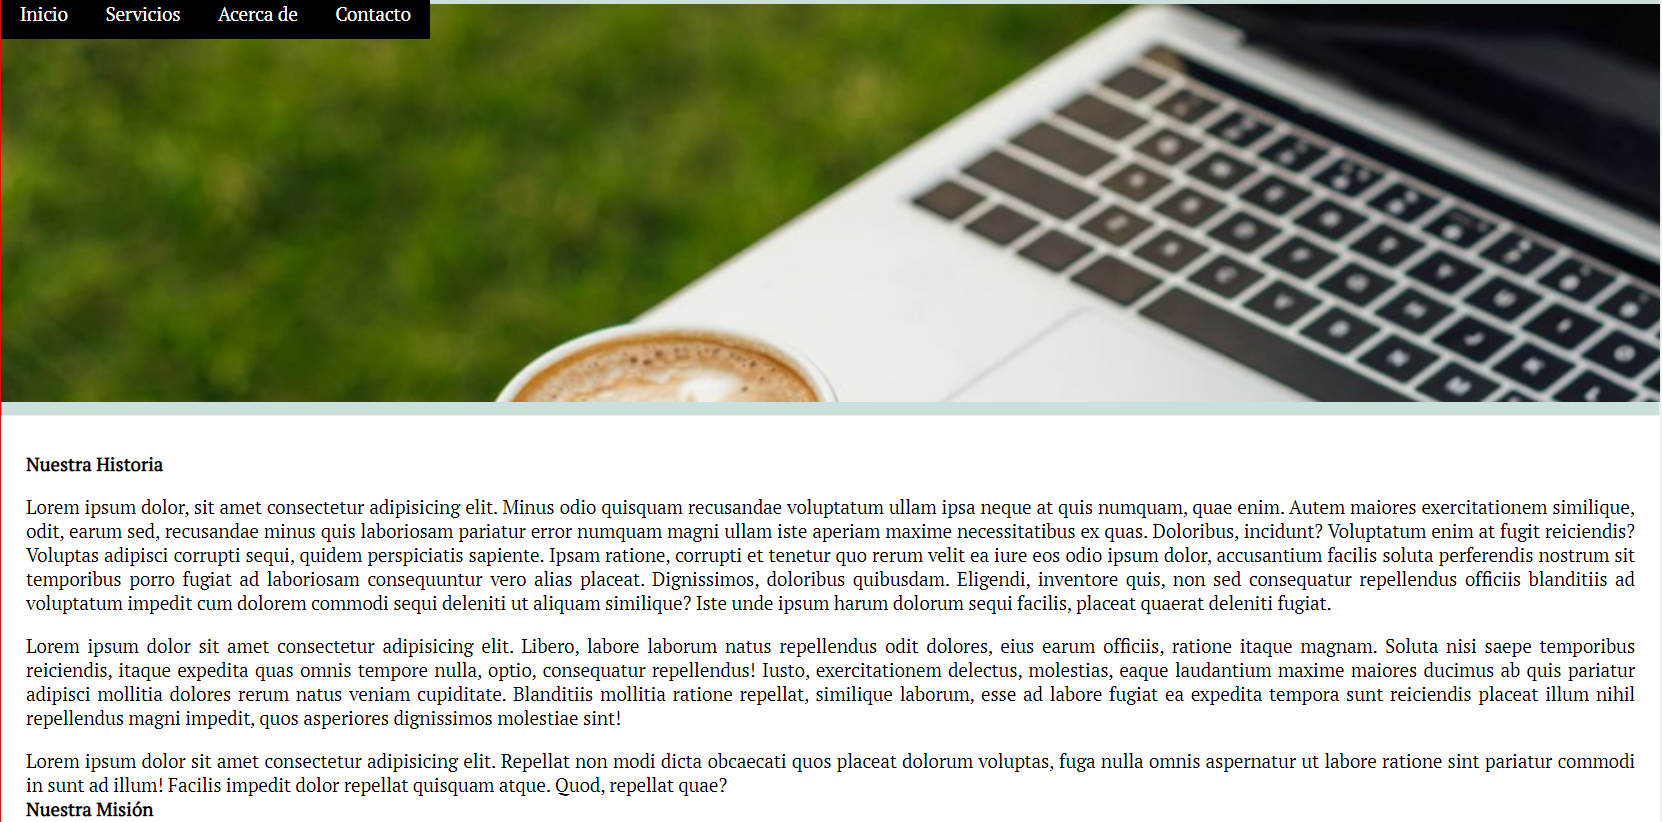 Inicio Servicios Acerca de Contacto
Nuestra Historia
Lorem ipsum dolor, sit amet consectetur adipisicing elit. Minus odio quisquam recusandae voluptatum ullam ipsa neque at quis numquam, quae enim. Autem maiores exercitationem similique,
odit, earum sed, recusandae minus quis laboriosam pariatur error numquam magni ullam iste aperiam maxime necessitatibus ex quas. Doloribus, incidunt? Voluptatum enim at fugit reiciendis?
Voluptas adipisci corrupti sequi, quidem perspiciatis sapiente. Ipsam ratione, corrupti et tenetur quo rerum velit ea iure eos odio ipsum dolor, accusantium facilis soluta perferendis nostrum sit
temporibus porro fugiat ad laboriosam consequuntur vero alias placeat. Dignissimos, doloribus quibusdam. Eligendi, inventore quis, non sed consequatur repellendus officiis blanditiis ad
voluptatum impedit cum dolorem commodi sequi deleniti ut aliquam similique? Iste unde ipsum harum dolorum sequi facilis, placeat quaerat deleniti fugiat.
Lorem ipsum dolor sit amet consectetur adipisicing elit. Libero, labore laborum natus repellendus odit dolores, eius earum officiis, ratione itaque magnam. Soluta nisi saepe temporibus
reiciendis, itaque expedita quas omnis tempore nulla, optio, consequatur repellendus! Iusto, exercitationem delectus, molestias, eaque laudantium maxime maiores ducimus ab quis pariatur
adipisci mollitia dolores rerum natus veniam cupiditate. Blanditiis mollitia ratione repellat, similique laborum, esse ad labore fugiat ea expedita tempora sunt reiciendis placeat illum nihil
repellendus magni impedit, quos asperiores dignissimos molestiae sint!
Lorem ipsum dolor sit amet consectetur adipisicing elit. Repellat non modi dicta obcaecati quos placeat dolorum voluptas, fuga nulla omnis aspernatur ut labore ratione sint pariatur commodi
in sunt ad illum! Facilis impedit dolor repellat quisquam atque. Quod, repellat quae?
Nuestra Misión